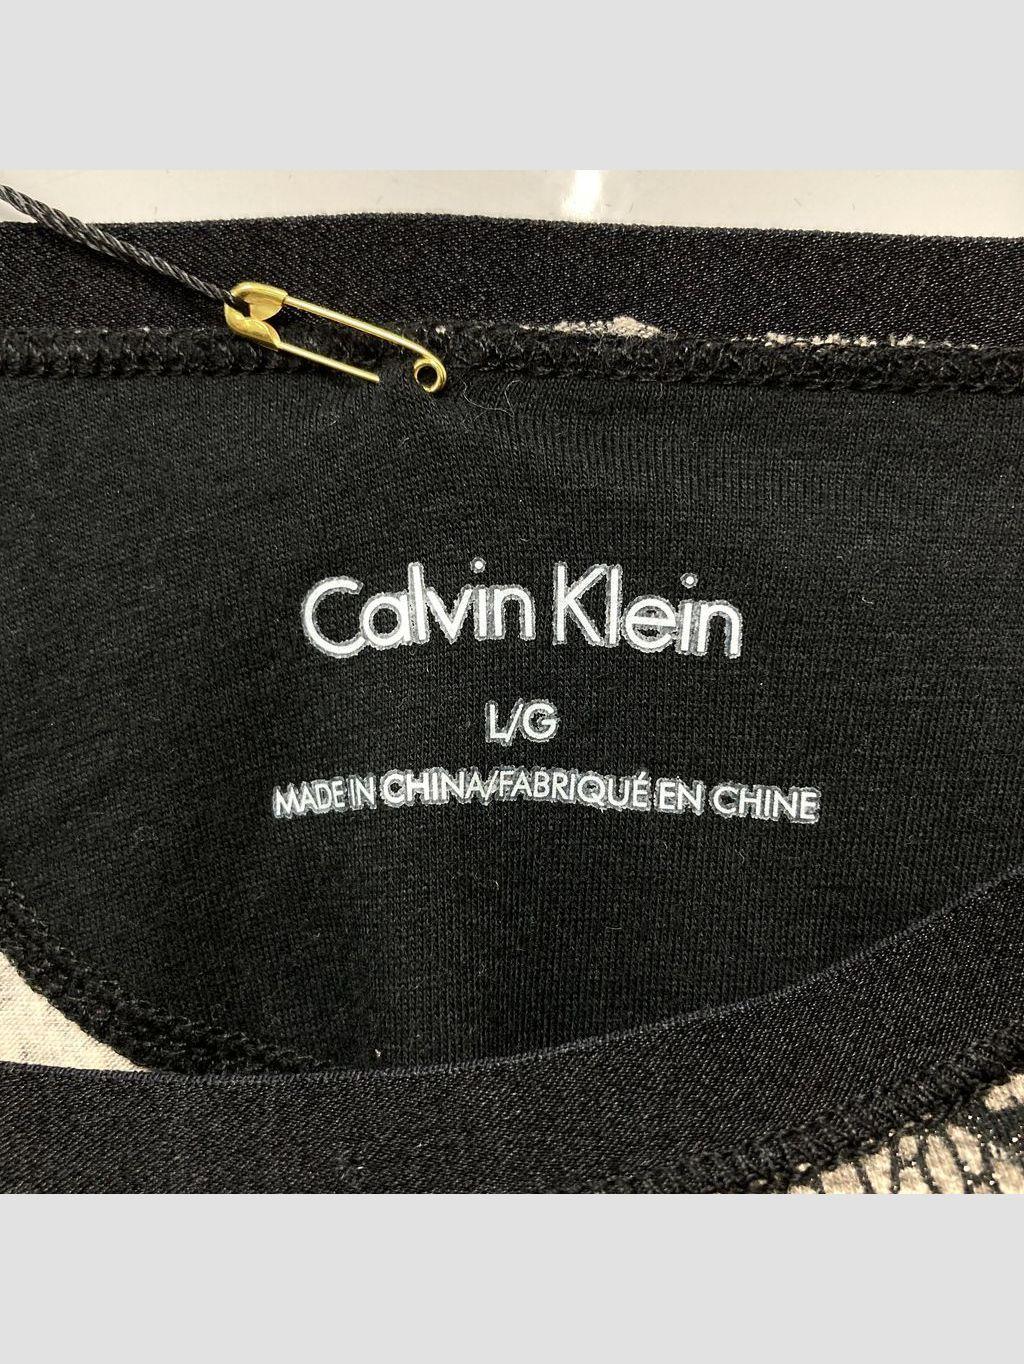 Calvin Klein
L/G
MADE IN CHINA/FABRIQUÉ EN CHINE